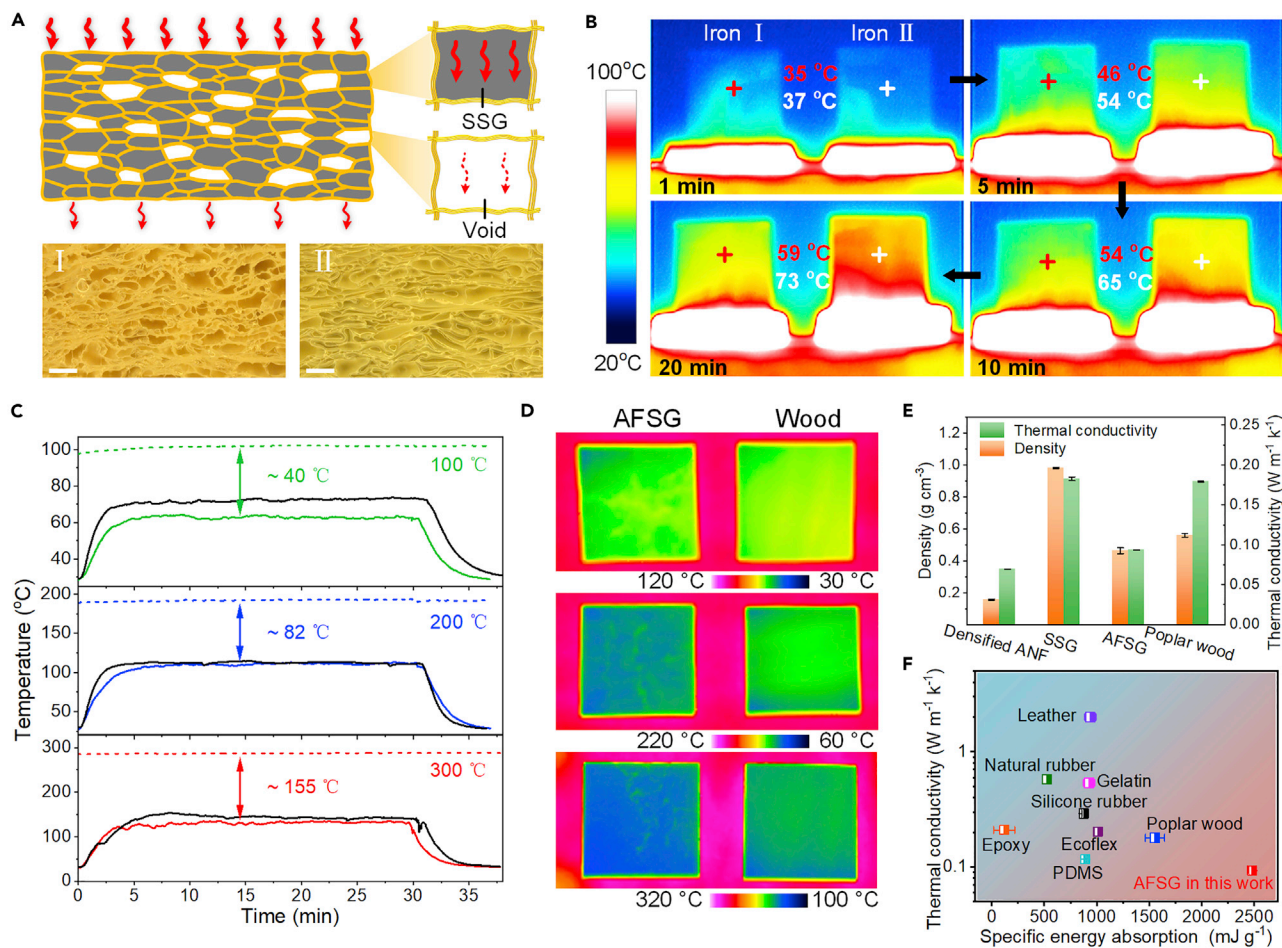 A
SSG
Void
I
II
B
100°C
20°C
Iron I
Iron II
35 °C
37 °C
1 min
46 °C
54 °C
5 min
59 °C
73 °C
20 min
54 °C
65 °C
10 min
C
Temperature (°C)
100
80
60
40
~ 40 ℃
100 ℃
200
150
100
50
~ 82 ℃
200 ℃
300
200
100
0
~ 155 ℃
300 ℃
0 5 10 15 20 25 30 35
Time (min)
D
AFSG Wood
120 °C 30 °C
220 °C 60 °C
320 °C 100 °C
E
Thermal conductivity
Density
Density (g cm⁻³)
1.2
1.0
0.8
0.6
0.4
0.2
Thermal conductivity (W m⁻¹ k⁻¹)
0.25
0.20
0.15
0.10
0.05
0.00
Densified ANF
SSG
AFSG
Poplar wood
F
Thermal conductivity (W m⁻¹ k⁻¹)
1
0.1
Leather
Natural rubber
Gelatin
Silicone rubber
Poplar wood
Epoxy
Ecoflex
PDMS
AFSG in this work
0 500 1000 1500 2000 2500
Specific energy absorption (mJ g⁻¹)